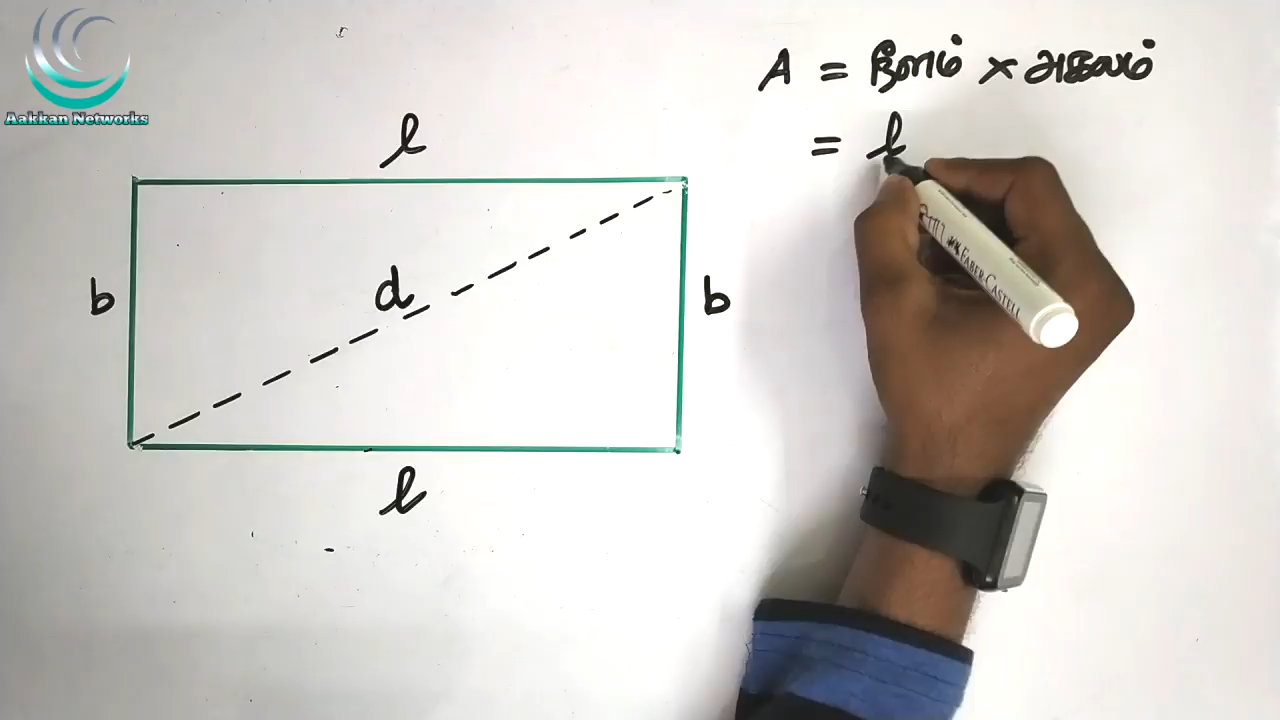 Aakkan Networks
A = நீளம் × அகலம்
= l
l
b
d
b
l
FABER-CASTELL